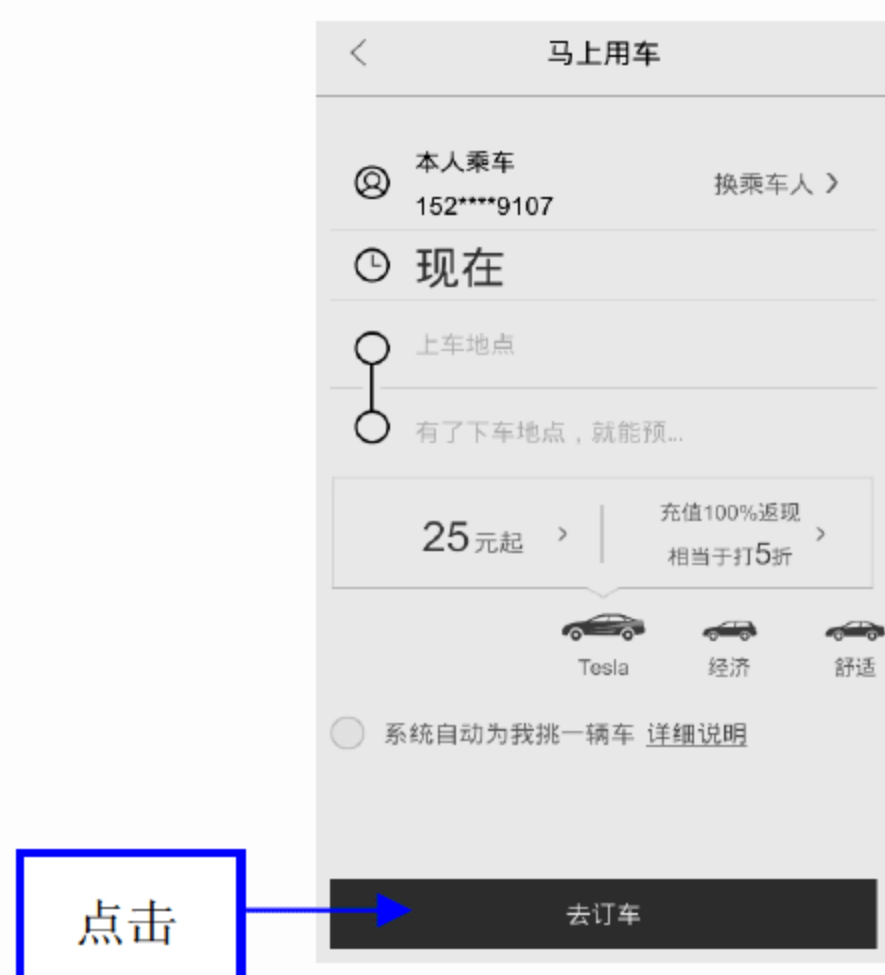 马上用车
本人乘车
152****9107
换乘车人
现在
上车地点
有了下车地点，就能预...
25元起
充值100%返现
相当于打5折
Tesla
经济
舒适
系统自动为我挑一辆车 详细说明
点击
去订车